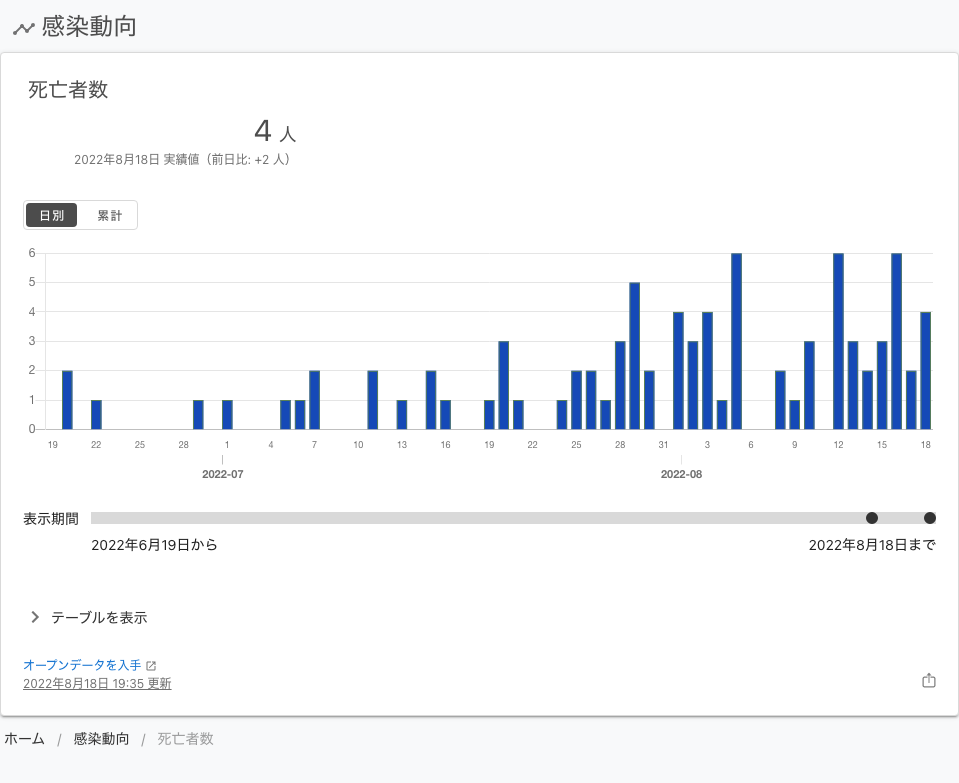 感染動向
死亡者数
4 人
2022年8月18日 実績値（前日比: +2 人）
日別 累計
6
5
4
3
2
1
0
19 22 25 28 1 4 7 10 13 16 19 22 25 28 31 3 6 9 12 15 18
2022-07 2022-08
表示期間
2022年6月19日から 2022年8月18日まで
テーブルを表示
オープンデータを入手
2022年8月18日 19:35 更新
ホーム / 感染動向 / 死亡者数